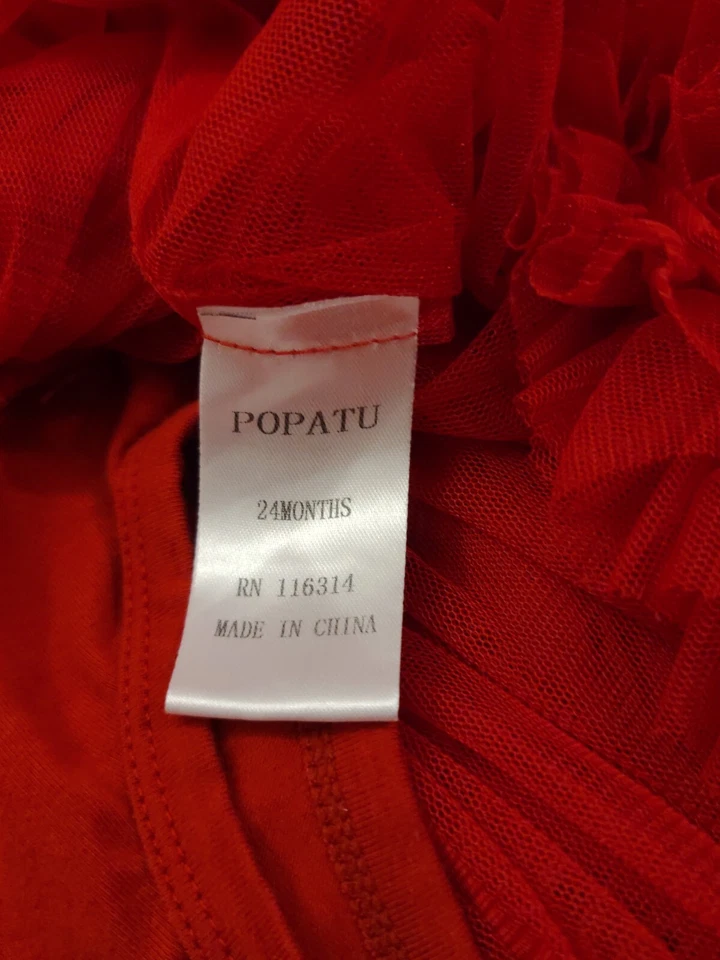 POPATU
24MONTHS
RN 116314
MADE IN CHINA